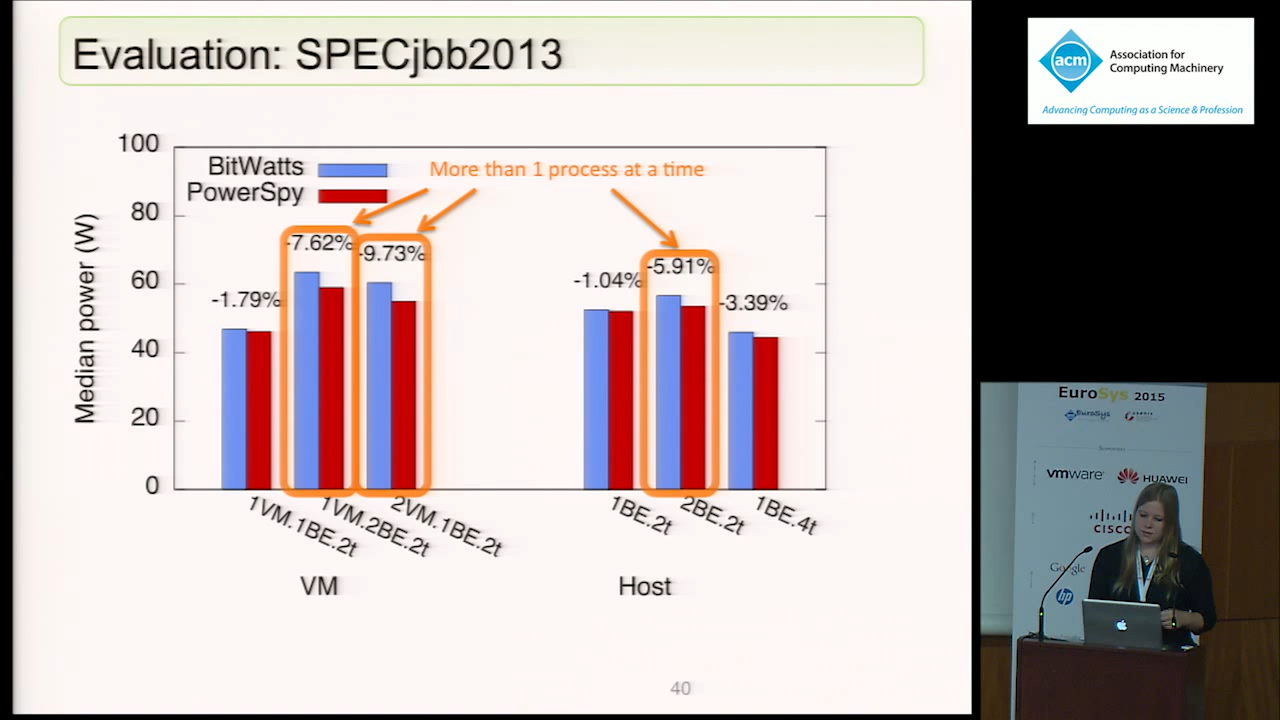 Evaluation: SPECjbb2013
100
80
60
40
20
0
Median power (W)
BitWatts
PowerSpy
More than 1 process at a time
-1.79%
-7.62%
-9.73%
-1.04%
-5.91%
-3.39%
1VM.1BE.2t
1VM.2BE.2t
2VM.1BE.2t
1BE.2t
2BE.2t
1BE.4t
VM
Host
40
acm
Association for
Computing Machinery
Advancing Computing as a Science & Profession
EuroSys 2015
EuroSys
vmware
HUAWEI
CISCO
Google
hp